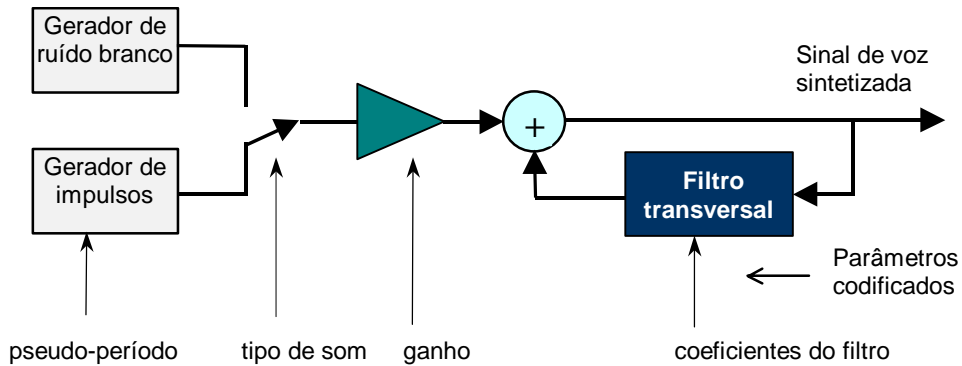 Gerador de
ruído branco
Sinal de voz
sintetizada
+
Gerador de
impulsos
Filtro
transversal
Parâmetros
codificados
pseudo-período
tipo de som
ganho
coeficientes do filtro